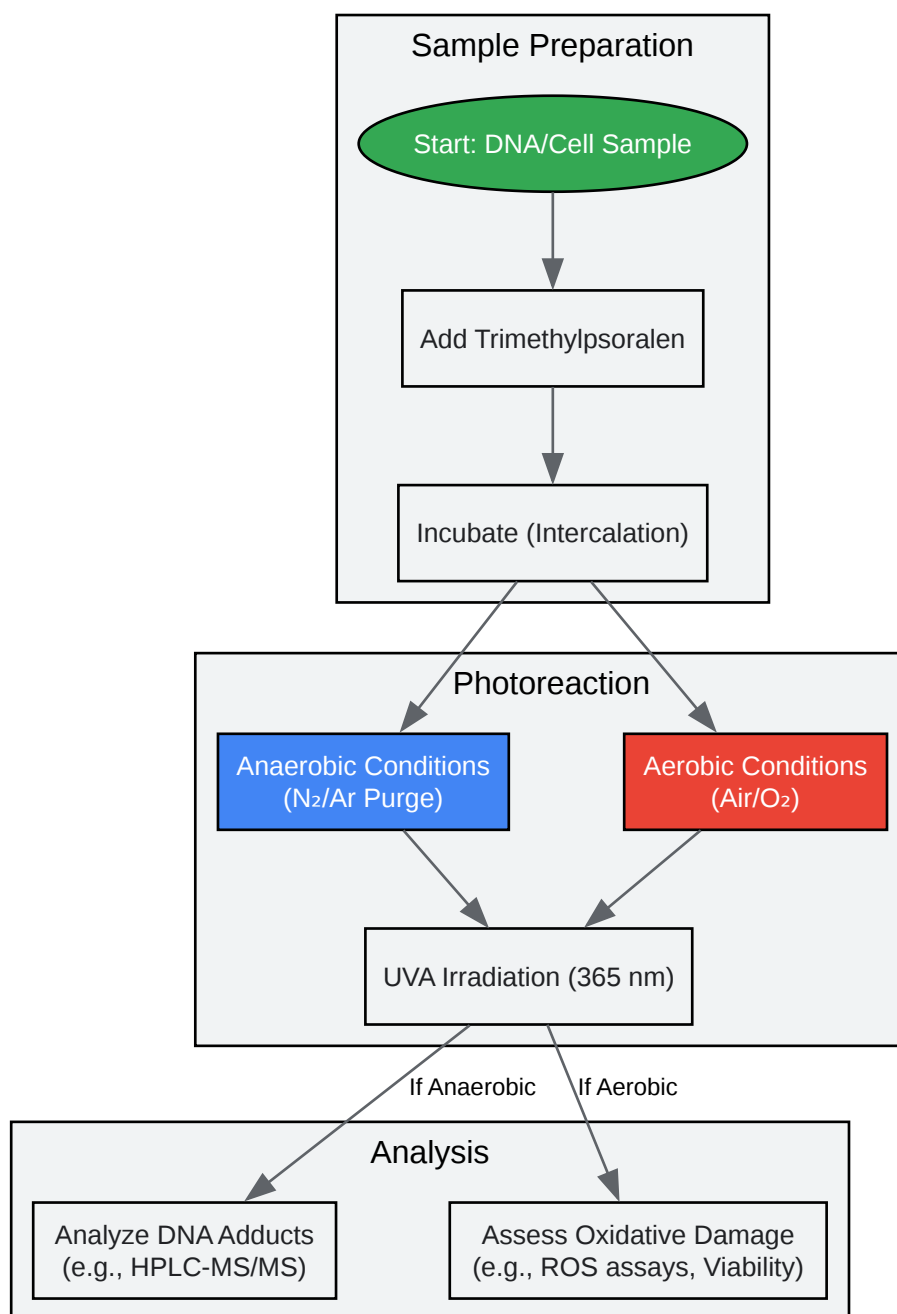 Sample Preparation
Start: DNA/Cell Sample
Add Trimethylpsoralen
Incubate (Intercalation)
Photoreaction
Anaerobic Conditions
(N₂/Ar Purge)
Aerobic Conditions
(Air/O₂)
UVA Irradiation (365 nm)
If Anaerobic
If Aerobic
Analysis
Analyze DNA Adducts
(e.g., HPLC-MS/MS)
Assess Oxidative Damage
(e.g., ROS assays, Viability)